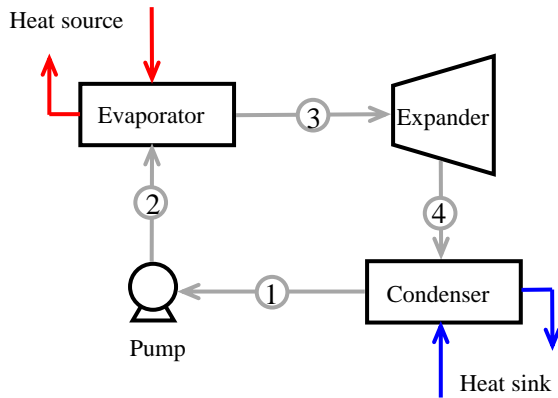 Heat source
Evaporator
3
Expander
2
4
1
Condenser
Pump
Heat sink